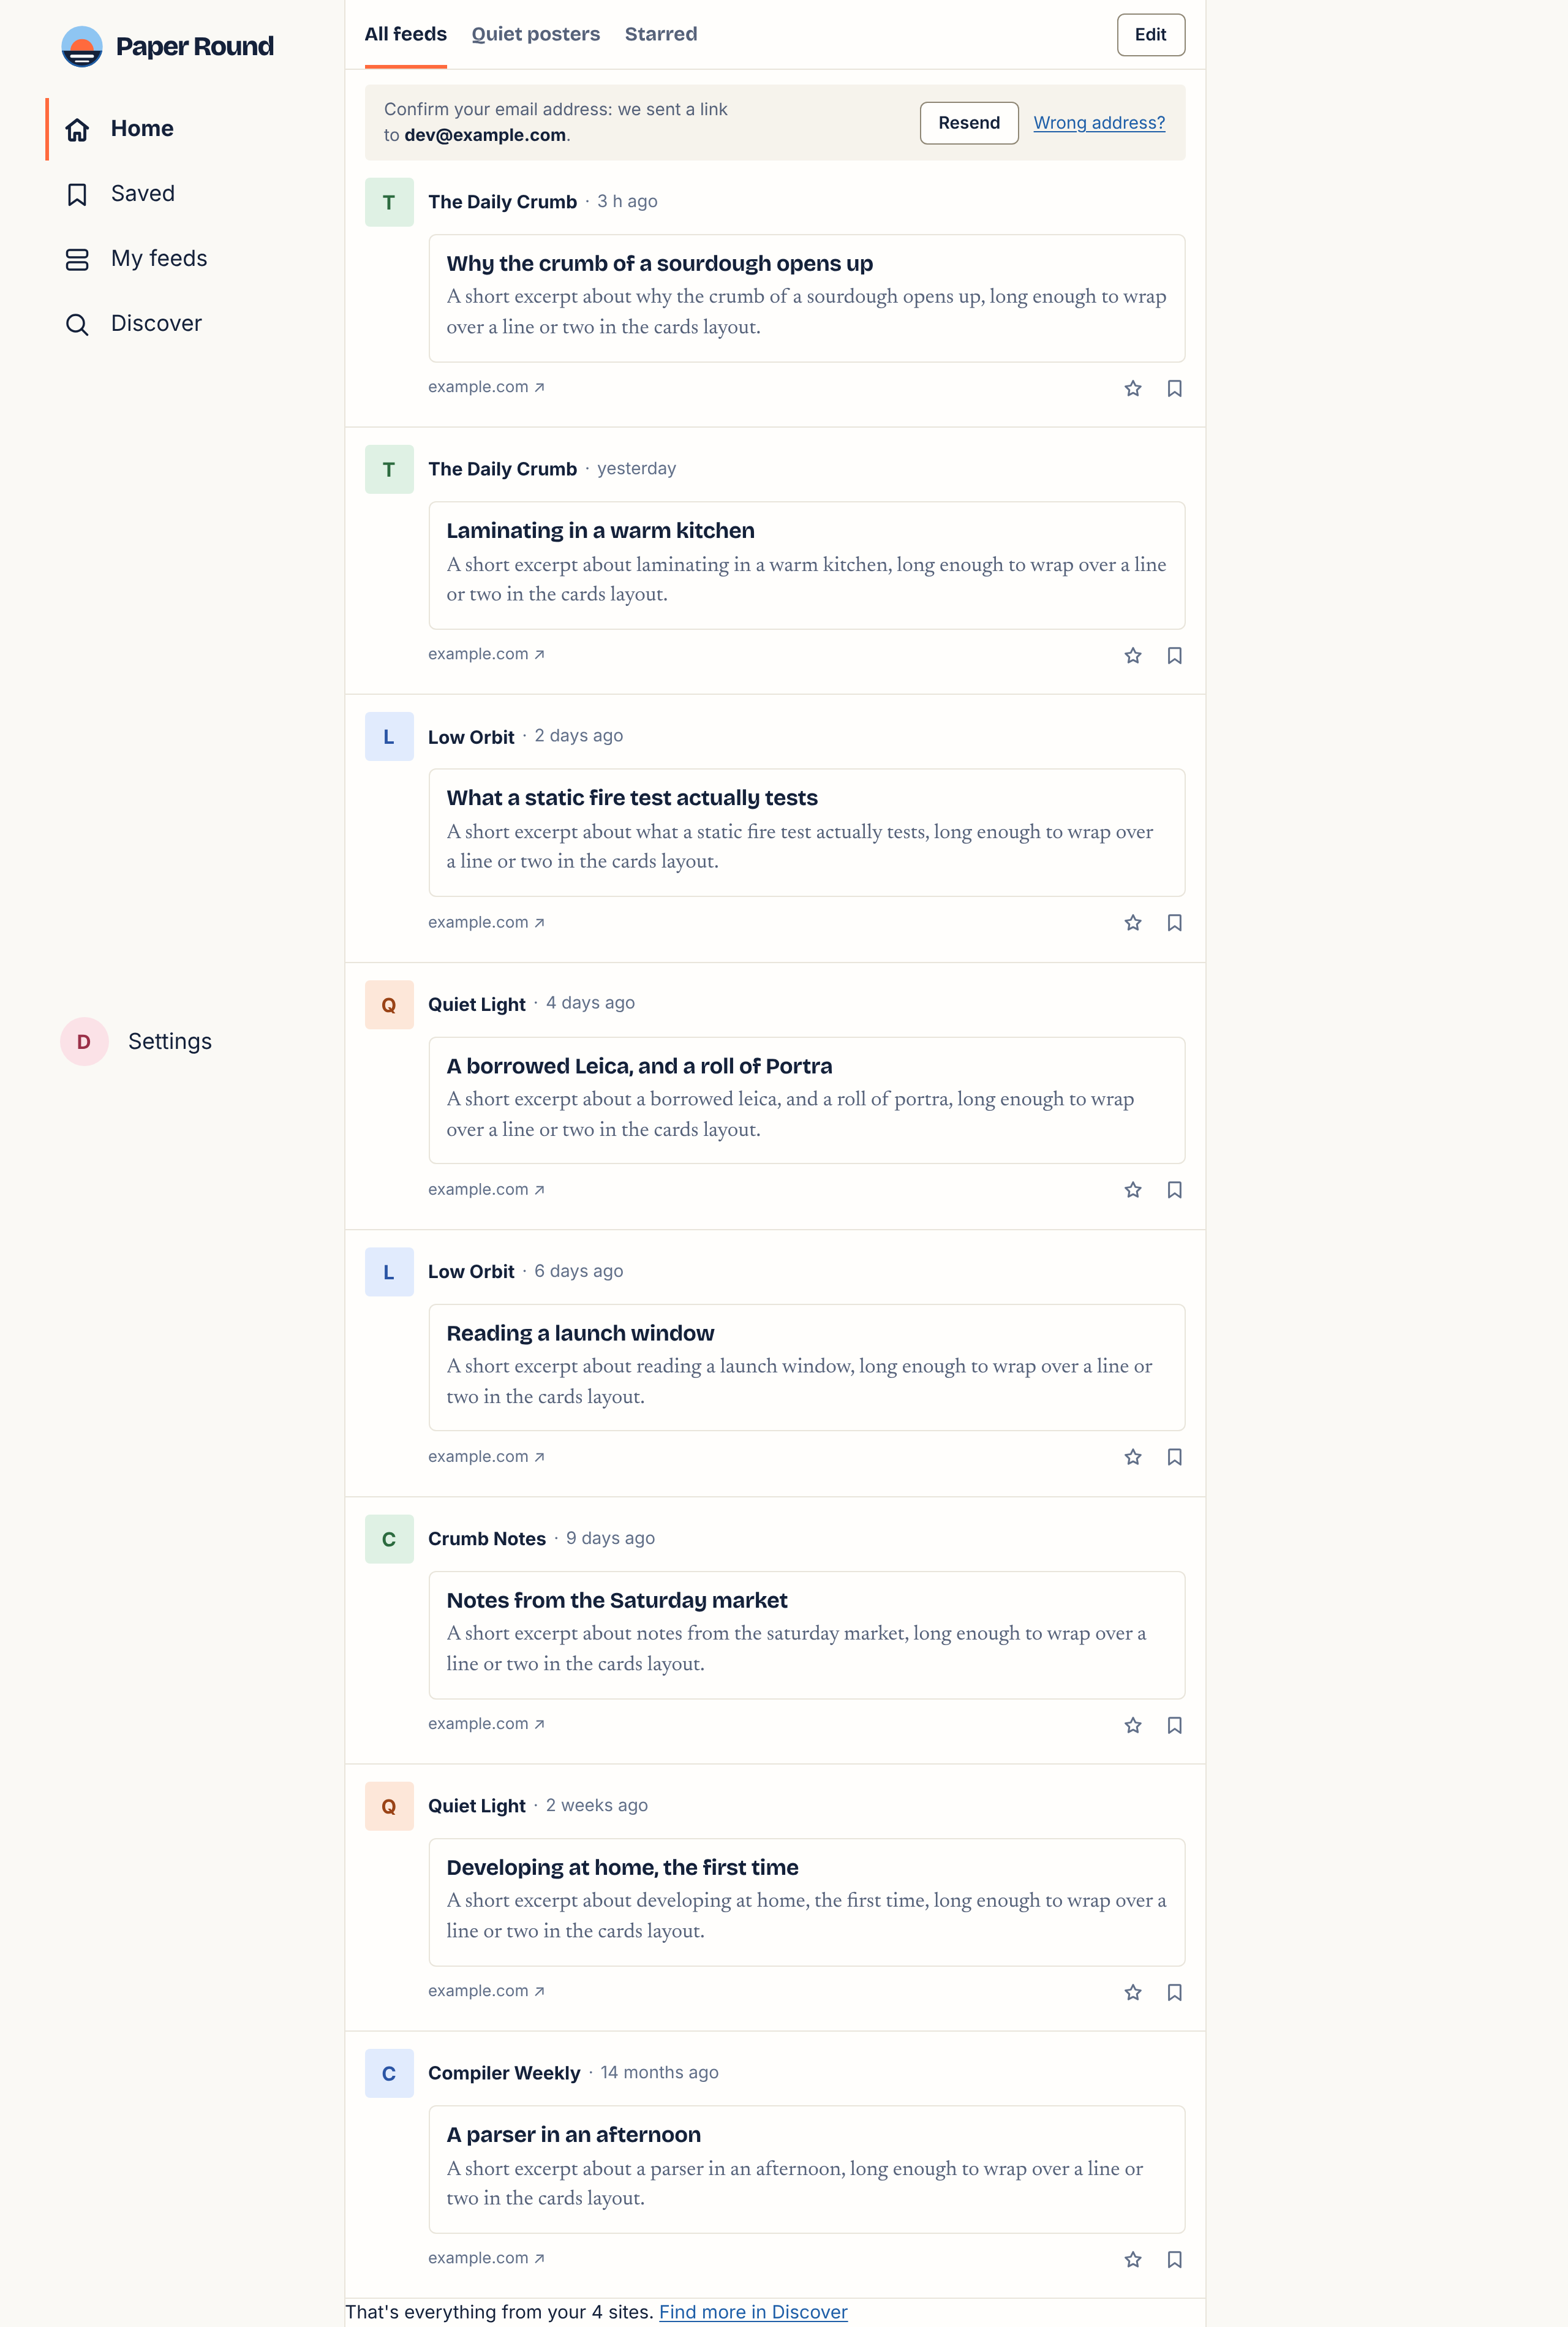 Paper Round
Home
Saved
My feeds
Discover
D
Settings
All feeds
Quiet posters
Starred
Edit
Confirm your email address: we sent a link
to dev@example.com.
Resend
Wrong address?
T
The Daily Crumb · 3 h ago
Why the crumb of a sourdough opens up
A short excerpt about why the crumb of a sourdough opens up, long enough to wrap
over a line or two in the cards layout.
example.com ↗
T
The Daily Crumb · yesterday
Laminating in a warm kitchen
A short excerpt about laminating in a warm kitchen, long enough to wrap over a line
or two in the cards layout.
example.com ↗
L
Low Orbit · 2 days ago
What a static fire test actually tests
A short excerpt about what a static fire test actually tests, long enough to wrap over
a line or two in the cards layout.
example.com ↗
Q
Quiet Light · 4 days ago
A borrowed Leica, and a roll of Portra
A short excerpt about a borrowed leica, and a roll of portra, long enough to wrap
over a line or two in the cards layout.
example.com ↗
L
Low Orbit · 6 days ago
Reading a launch window
A short excerpt about reading a launch window, long enough to wrap over a line or
two in the cards layout.
example.com ↗
C
Crumb Notes · 9 days ago
Notes from the Saturday market
A short excerpt about notes from the saturday market, long enough to wrap over a
line or two in the cards layout.
example.com ↗
Q
Quiet Light · 2 weeks ago
Developing at home, the first time
A short excerpt about developing at home, the first time, long enough to wrap over a
line or two in the cards layout.
example.com ↗
C
Compiler Weekly · 14 months ago
A parser in an afternoon
A short excerpt about a parser in an afternoon, long enough to wrap over a line or
two in the cards layout.
example.com ↗
That's everything from your 4 sites. Find more in Discover